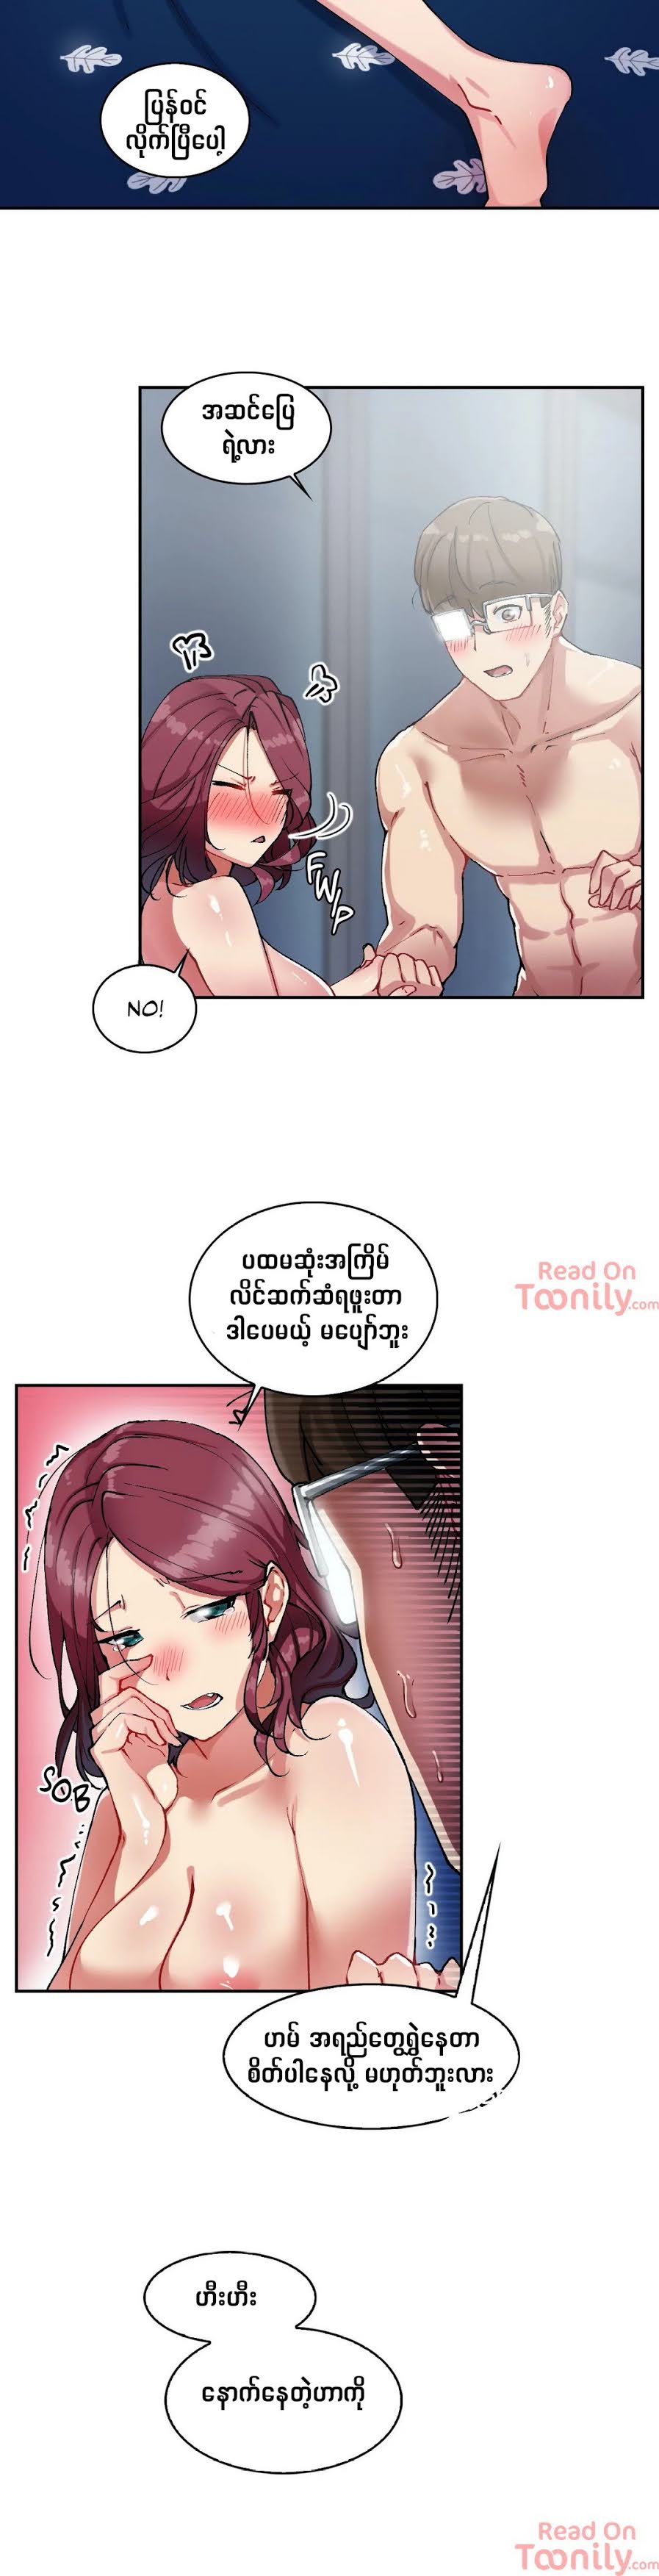 ပြန်ဝင်
လိုက်ပြီပေါ့
အဆင်ပြေ
ရဲ့လား
FWIP
NO!
ပထမဆုံးအကြိမ်
လိင်ဆက်ဆံရဖူးတာ
ဒါပေမယ့် မပျော်ဘူး
Read On
Toonily.com
SOB
ဟမ် အရည်တွေရွှဲနေတာ
စိတ်ပါနေလို့ မဟုတ်ဘူးလား
ဟီးဟီး
နောက်နေတဲ့ဟာကို
Read On
Toonily.com